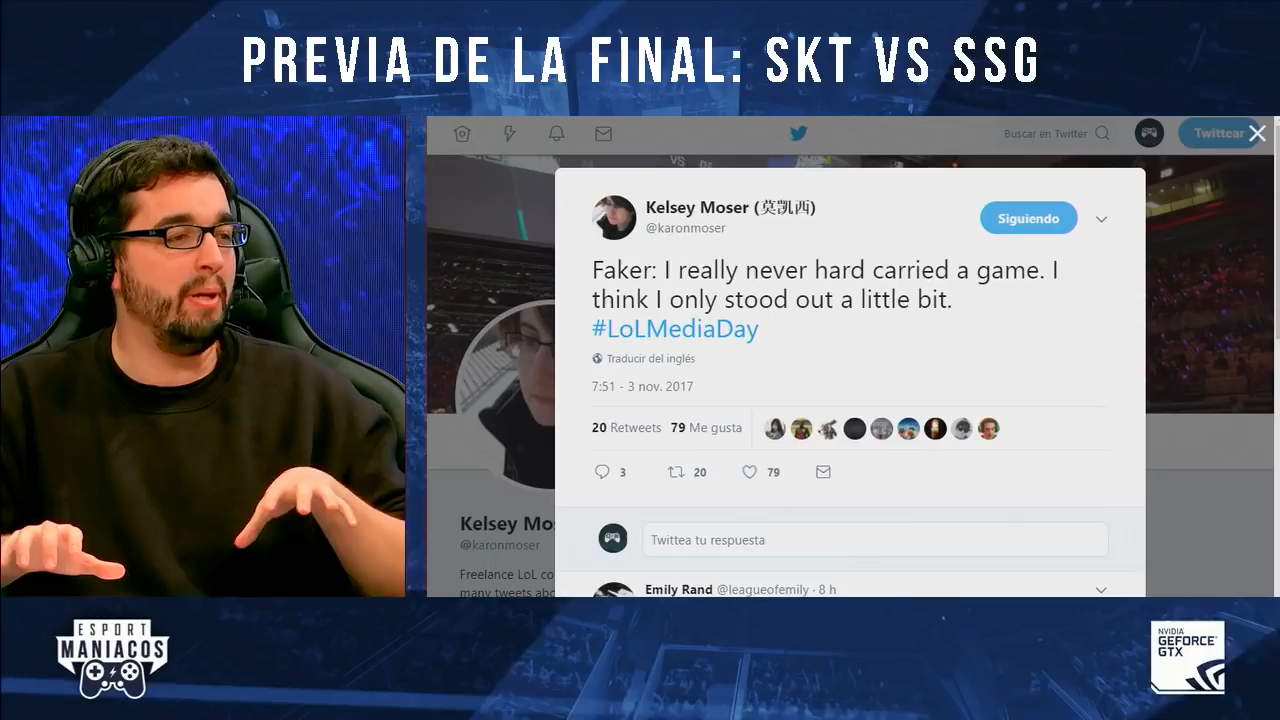 PREVIA DE LA FINAL: SKT VS SSG
VS
Buscar en Twitter
Twittear
Kelsey Moser (莫凯西)
@karonmoser
Siguiendo
Faker: I really never hard carried a game. I
think I only stood out a little bit.
#LoLMediaDay
Traducir del inglés
7:51 - 3 nov. 2017
20 Retweets 79 Me gusta
3 20 79
Twittea tu respuesta
Emily Rand @leagueofemily · 8 h
Kelsey Mo
@karonmoser
Freelance LoL co
many tweets abo
ESPORT
MANIACOS
NVIDIA
GEFORCE
GTX